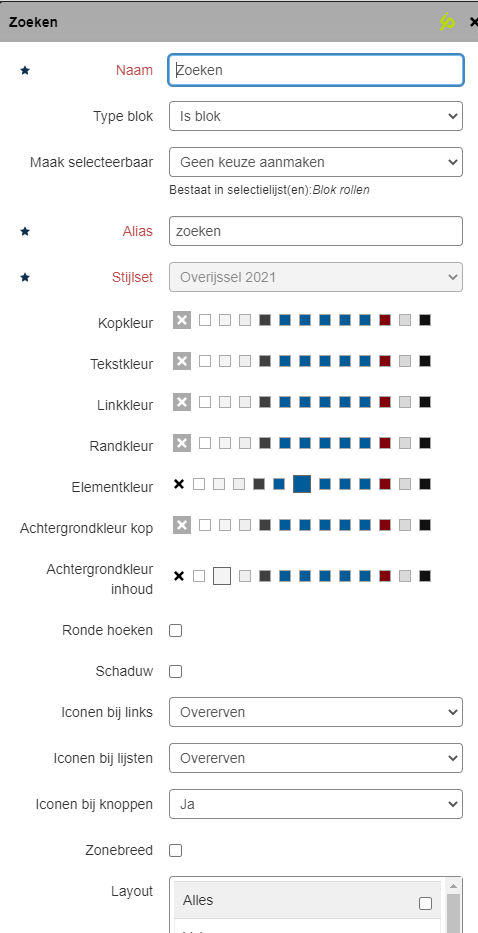 Zoeken
Naam Zoeken
Type blok Is blok
Maak selecteerbaar Geen keuze aanmaken
Bestaat in selectielijst(en):Blok rollen
Alias zoeken
Stijlset Overijssel 2021
Kopkleur
Tekstkleur
Linkkleur
Randkleur
Elementkleur
Achtergrondkleur kop
Achtergrondkleur
inhoud
Ronde hoeken
Schaduw
Iconen bij links Overerven
Iconen bij lijsten Overerven
Iconen bij knoppen Ja
Zonebreed
Layout
Alles